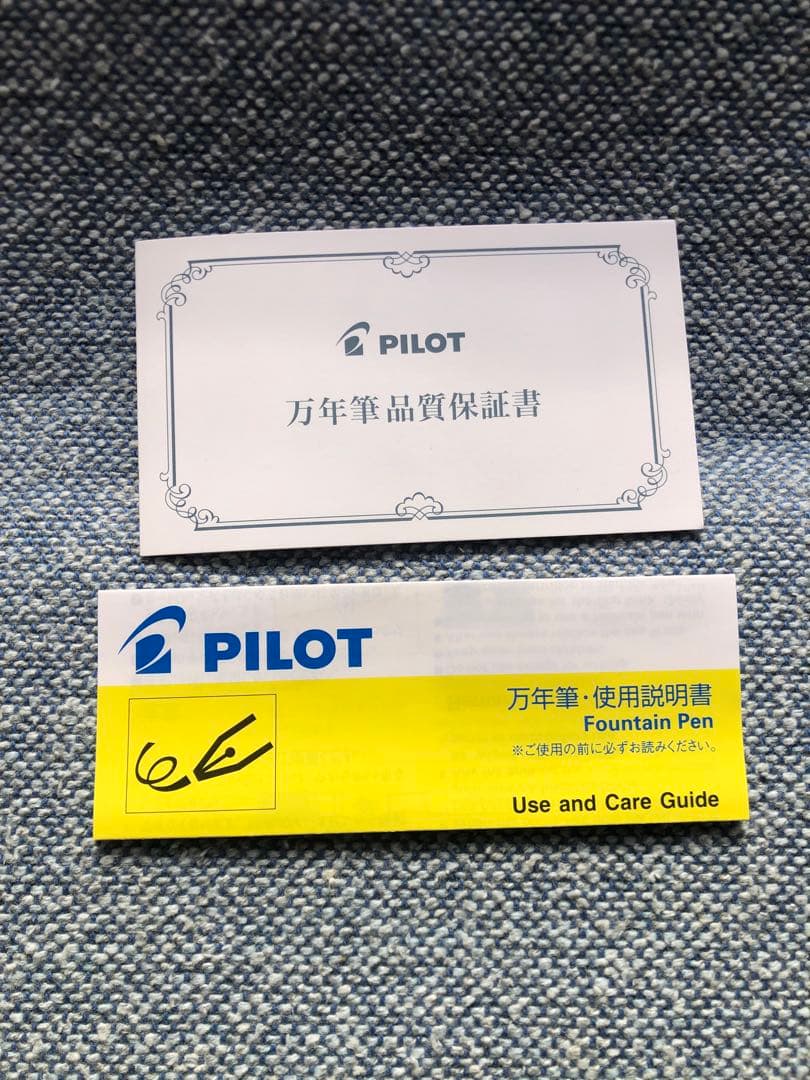 PILOT
万年筆品質保証書
PILOT
万年筆・使用説明書
Fountain Pen
※ご使用の前に必ずお読みください。
Use and Care Guide